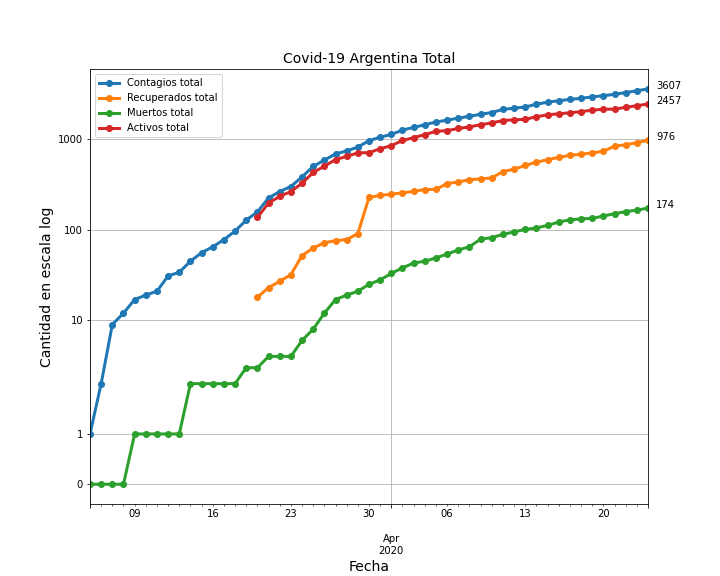 Covid-19 Argentina Total
Contagios total
Recuperados total
Muertos total
Activos total
3607
2457
976
174
1000
100
10
1
0
Cantidad en escala log
09
16
23
30
06
13
20
Apr
2020
Fecha